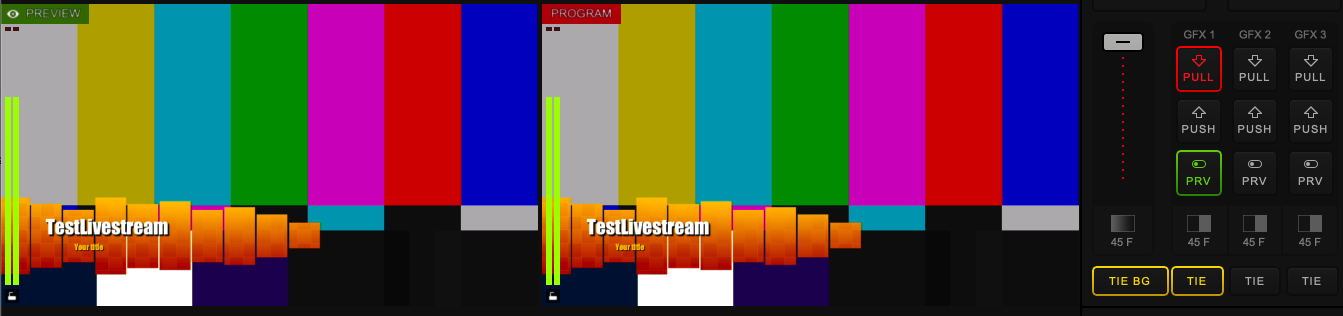 PREVIEW
PROGRAM
TestLivestream
Your title
TestLivestream
Your title
GFX 1 GFX 2 GFX 3
PULL PULL PULL
PUSH PUSH PUSH
PRV PRV PRV
45 F 45 F 45 F 45 F
TIE BG TIE TIE TIE